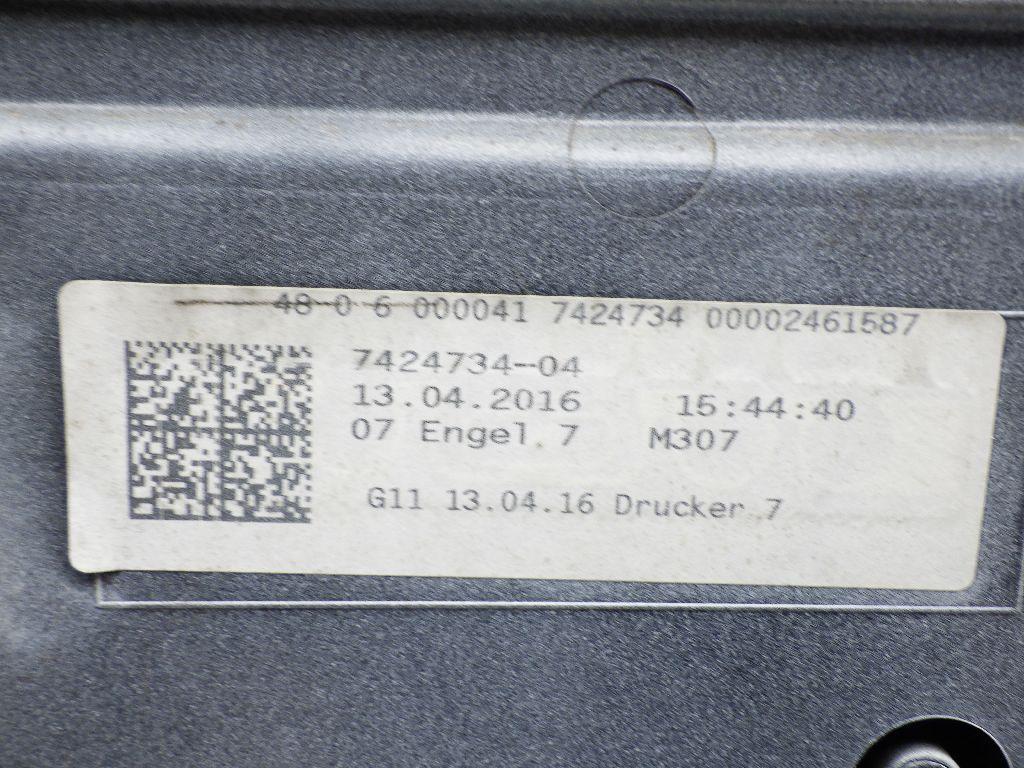 48-0 6 000041 7424734 00002461587
7424734-04
13.04.2016 15:44:40
07 Engel 7 M307
G11 13.04.16 Drucker 7